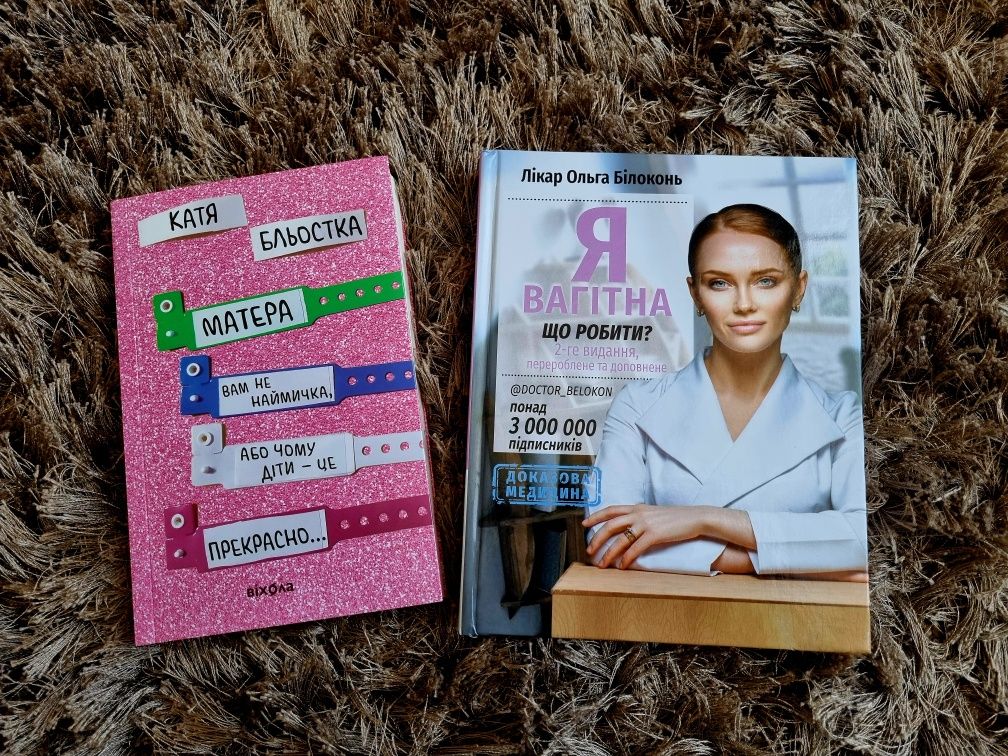 КАТЯ
БЛЬОСТКА
МАТЕРА
ВАМ НЕ
НАЙМИЧКА,
АБО ЧОМУ
ДІТИ – ЦЕ
ПРЕКРАСНО...
віхола
Лікар Ольга Білоконь
Я
ВАГІТНА
ЩО РОБИТИ?
2-ге видання,
перероблене та доповнене
@DOCTOR_BELOKON
понад
3 000 000
підписників
ДОКАЗОВА
МЕДИЦИНА